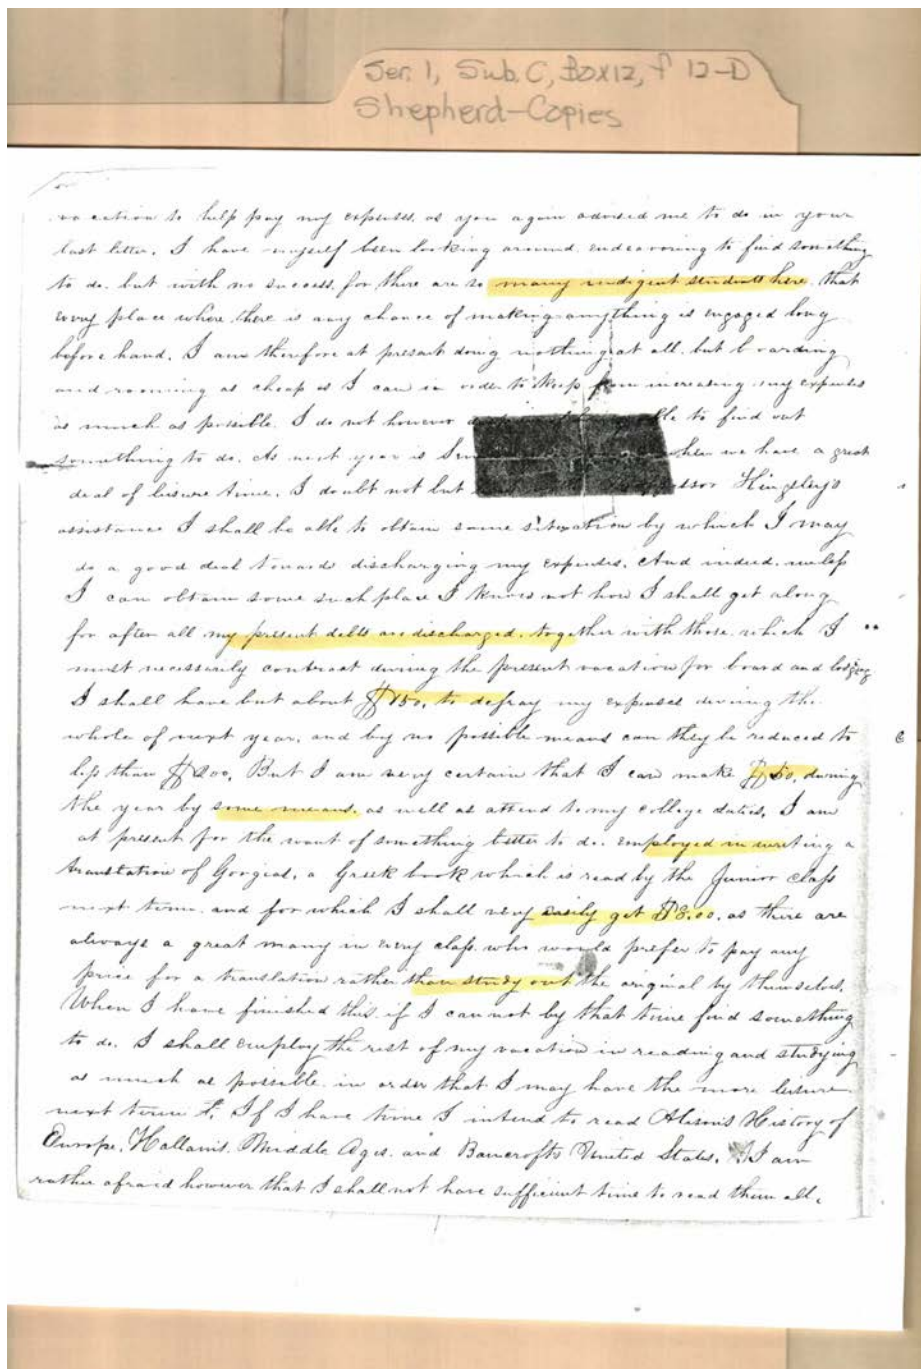 Ser. 1, Sub. C, Box 12, f 12-D
Shepherd-Copies
vacation to help pay my expenses, as you again advised me to do in your
last letter. I have myself been looking around endeavoring to find something
to do, but with no success, for there are so many indigent students here, that
every place where there is any chance of making anything is engaged long
before hand. I am therefore at present doing nothing at all, but boarding
and rooming as cheap as I can in order to keep from increasing my expenses
as much as possible. I do not however to find out
something to do. As next year is when we have a great
deal of leisure time, I doubt not but Kingsley's
assistance I shall be able to obtain some situation by which I may
do a good deal towards discharging my expenses. And indeed, unless
I can obtain some such place I know not how I shall get along
for after all my present debts are discharged, together with those, which I
must necessarily contract during the present vacation for board and lodging
I shall have but about $150, to defray my expenses during the
whole of next year, and by no possible means can they be reduced to
less than $200. But I am very certain that I can make $50, during
the year by some means, as well as attend to my college duties. I am
at present for the want of something better to do, employed in writing a
translation of Gorgias, a Greek book which is read by the Junior class
next term, and for which I shall very easily get $8.00, as there are
always a great many in every class who would prefer to pay any
price for a translation rather than study out the original by themselves.
When I have finished this, if I cannot by that time find something
to do, I shall employ the rest of my vacation in reading and studying
as much as possible, in order that I may have the more leisure
next term. If I have time I intend to read Alison's History of
Europe, Hallam's Middle Ages, and Bancroft's United States. I am
rather afraid however that I shall not have sufficient time to read them all.